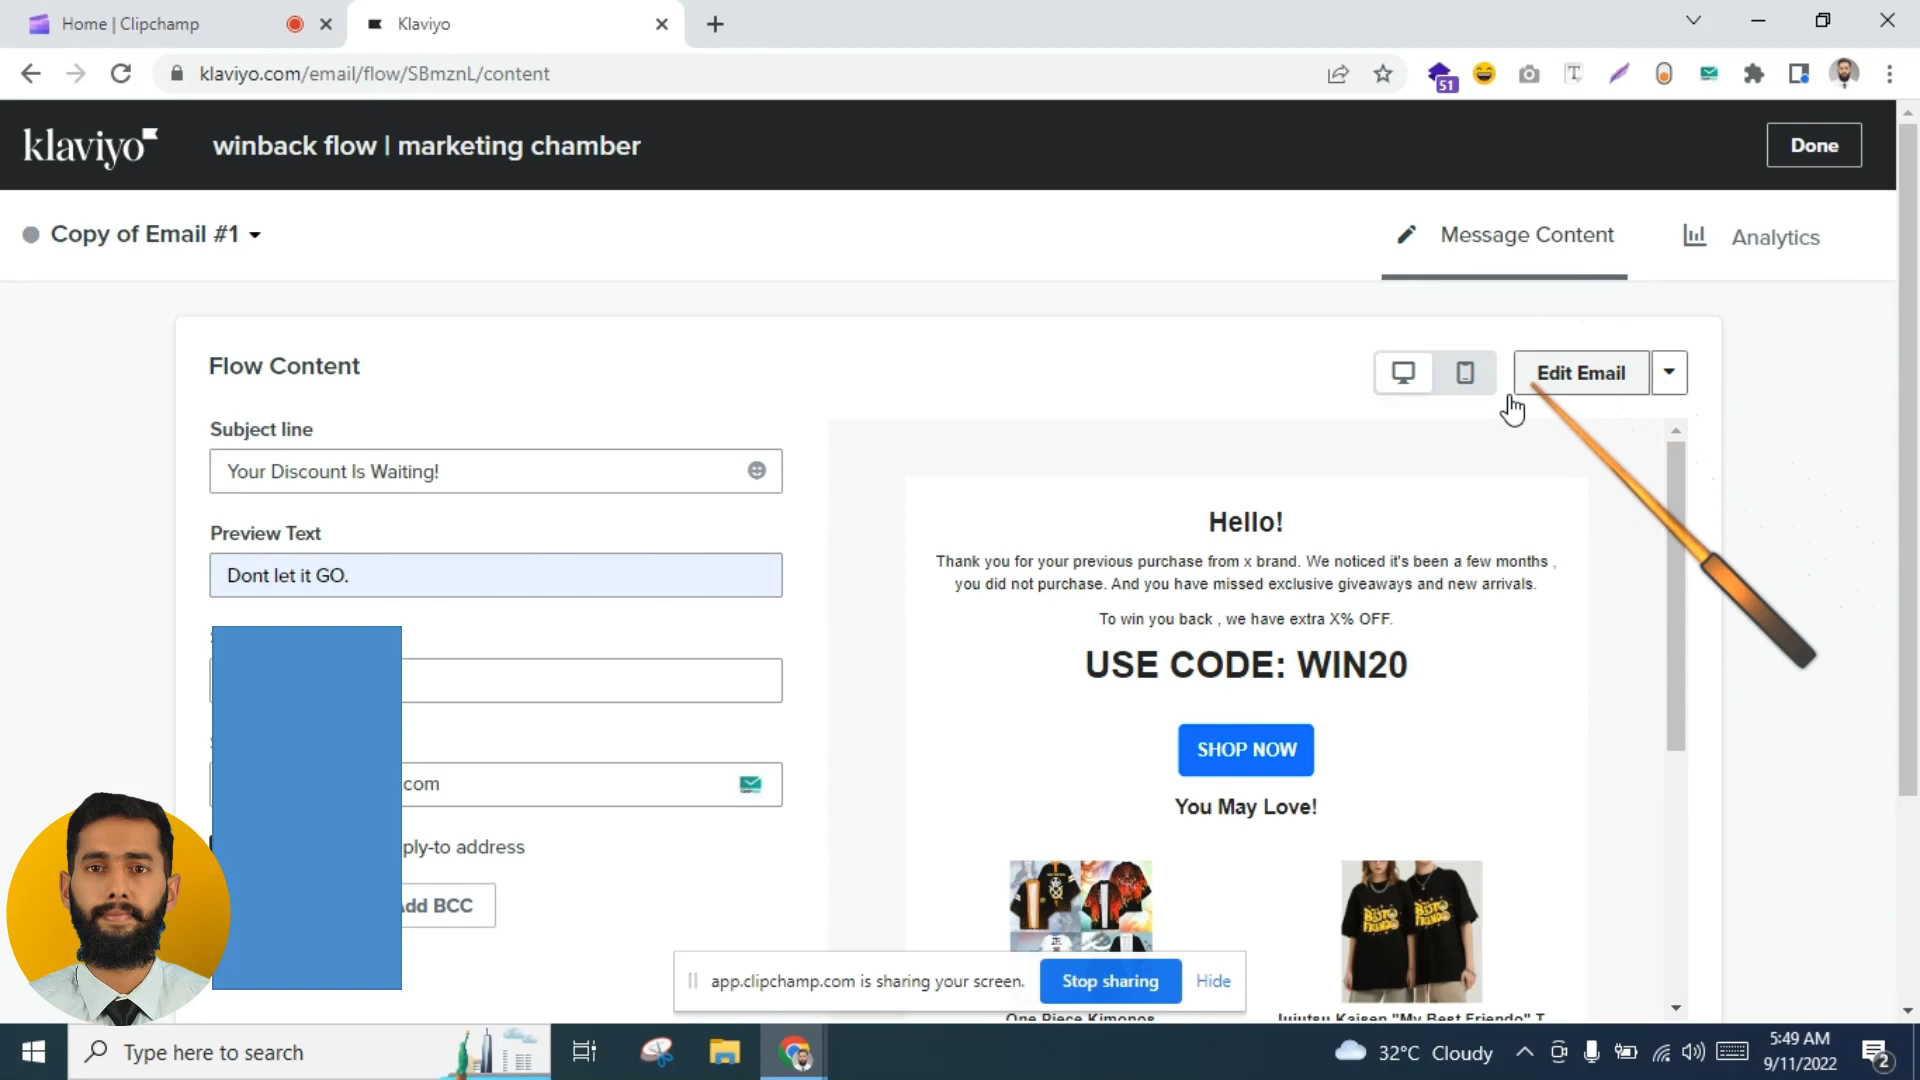 Home | Clipchamp
Klaviyo
klaviyo.com/email/flow/SBmznL/content
51
klaviyo
winback flow | marketing chamber
Done
Copy of Email #1
Message Content
Analytics
Flow Content
Edit Email
Subject line
Your Discount Is Waiting!
Preview Text
Dont let it GO.
com
ply-to address
Add BCC
Hello!
Thank you for your previous purchase from x brand. We noticed it's been a few months ,
you did not purchase. And you have missed exclusive giveaways and new arrivals.
To win you back , we have extra X% OFF.
USE CODE: WIN20
SHOP NOW
You May Love!
BESTO FRIENDO
BESTO FRIENDO
One Piece Kimonos
Jujutsu Kaisen "My Best Friendo" T
app.clipchamp.com is sharing your screen.
Stop sharing
Hide
Type here to search
32°C Cloudy
5:49 AM
9/11/2022
2